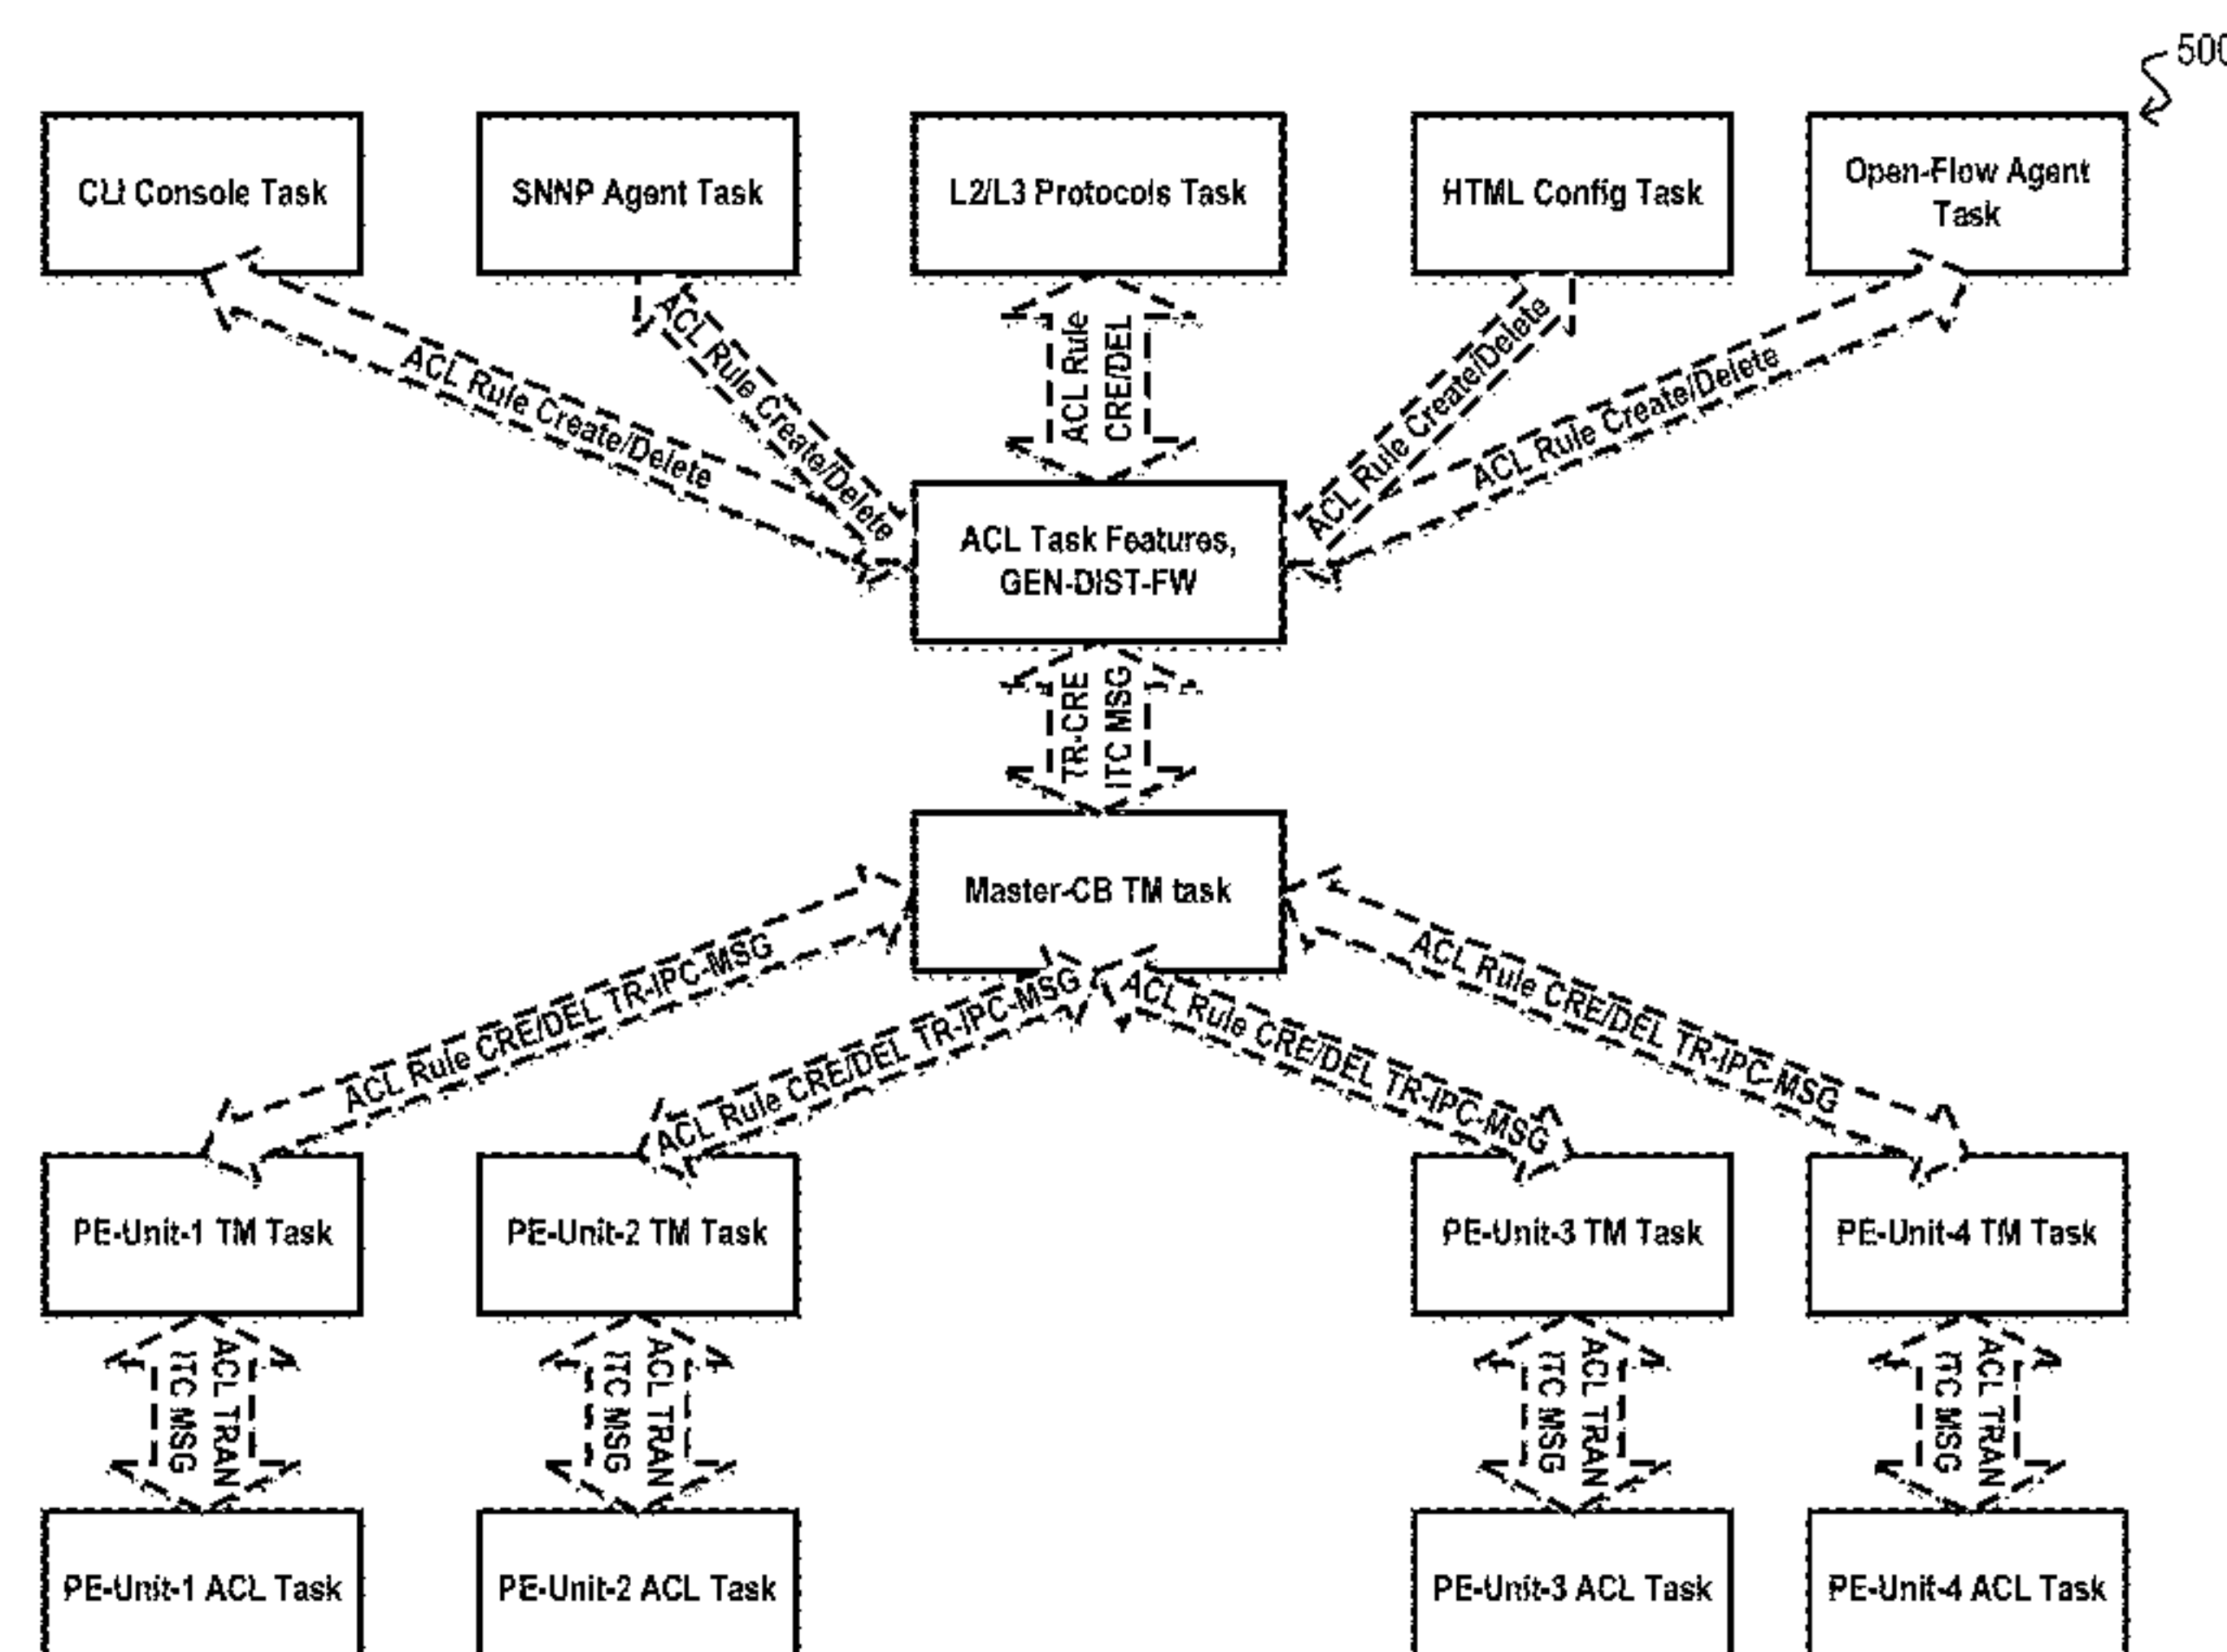 500
CLI Console Task
SNNP Agent Task
L2/L3 Protocols Task
HTML Config Task
Open-Flow Agent
Task
ACL Rule Create/Delete
ACL Rule Create/Delete
ACL Rule
CRE/DEL
ACL Rule Create/Delete
ACL Rule Create/Delete
ACL Task Features,
GEN-DIST-FW
TR-CRE
ITC MSG
Master-CB TM task
ACL Rule CRE/DEL TR-IPC-MSG
ACL Rule CRE/DEL TR-IPC-MSG
ACL Rule CRE/DEL TR-IPC-MSG
ACL Rule CRE/DEL TR-IPC-MSG
PE-Unit-1 TM Task
PE-Unit-2 TM Task
PE-Unit-3 TM Task
PE-Unit-4 TM Task
ACL TRAN
ITC MSG
ACL TRAN
ITC MSG
ACL TRAN
ITC MSG
ACL TRAN
ITC MSG
PE-Unit-1 ACL Task
PE-Unit-2 ACL Task
PE-Unit-3 ACL Task
PE-Unit-4 ACL Task